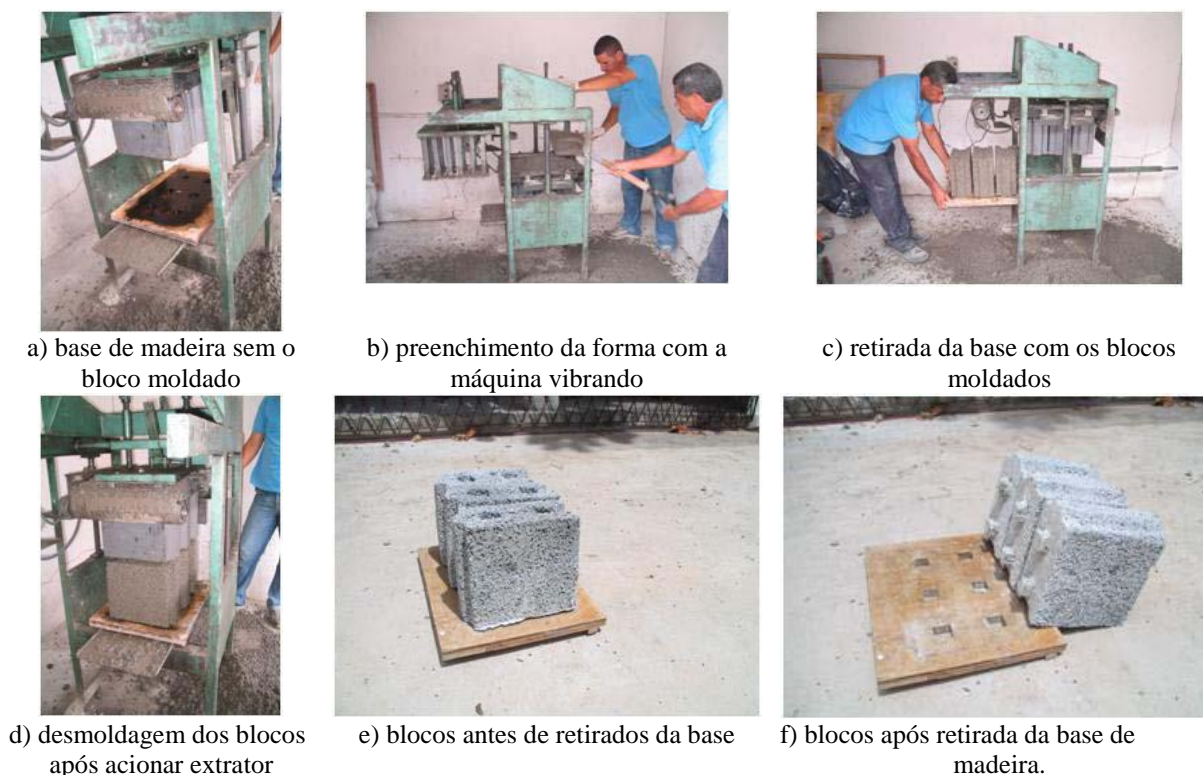 a) base de madeira sem o
bloco moldado
b) preenchimento da forma com a
máquina vibrando
c) retirada da base com os blocos
moldados
d) desmoldagem dos blocos
após acionar extrator
e) blocos antes de retirados da base
f) blocos após retirada da base de
madeira.